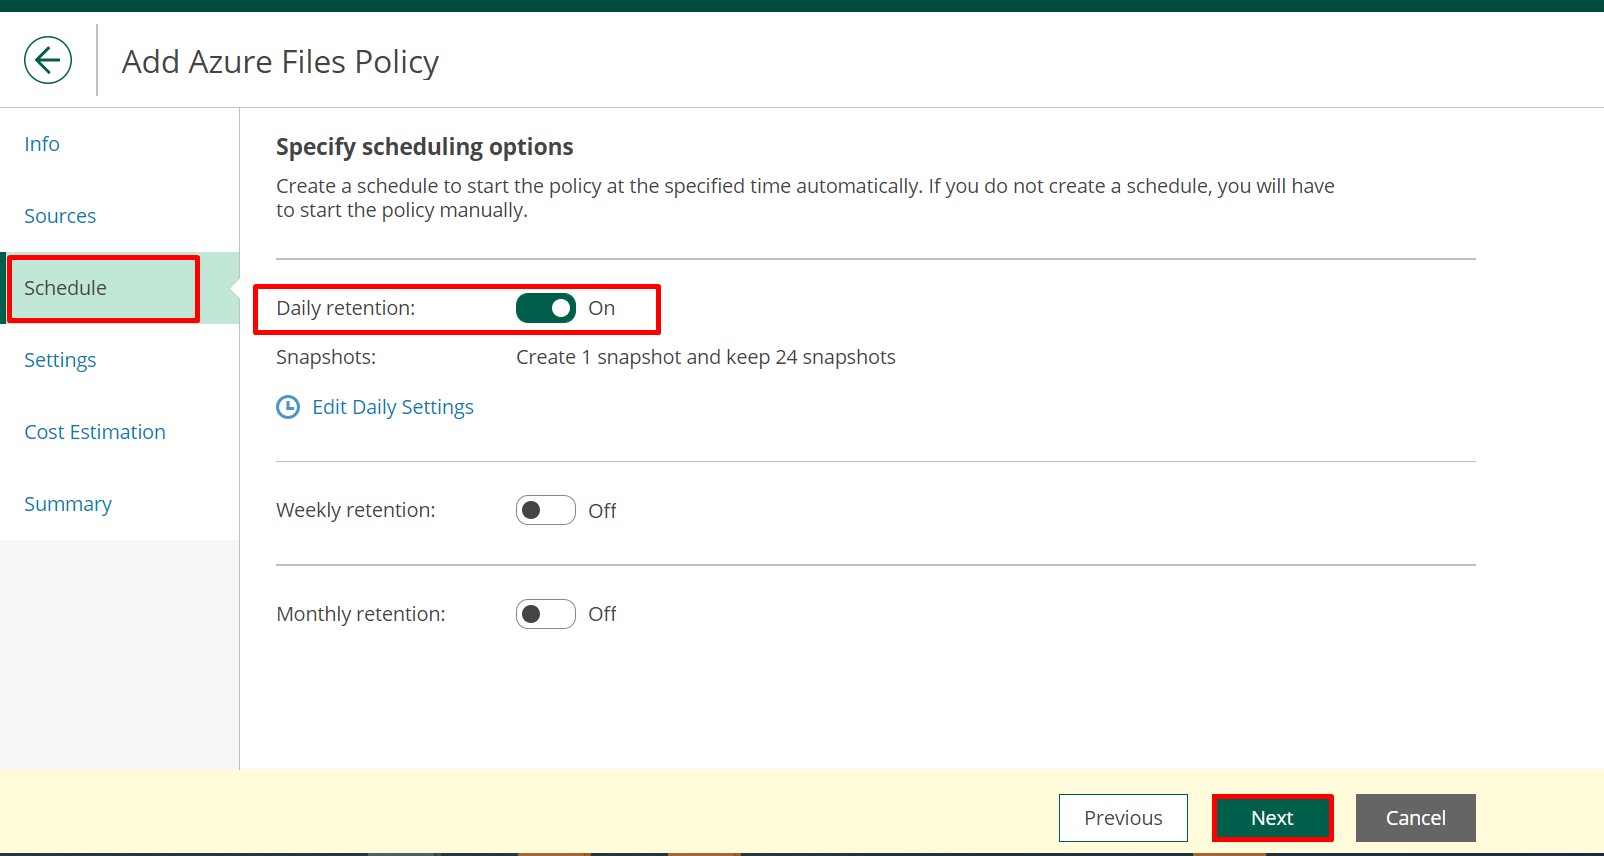 Add Azure Files Policy
Info
Sources
Schedule
Settings
Cost Estimation
Summary
Specify scheduling options
Create a schedule to start the policy at the specified time automatically. If you do not create a schedule, you will have
to start the policy manually.
Daily retention: On
Snapshots: Create 1 snapshot and keep 24 snapshots
Edit Daily Settings
Weekly retention: Off
Monthly retention: Off
Previous Next Cancel